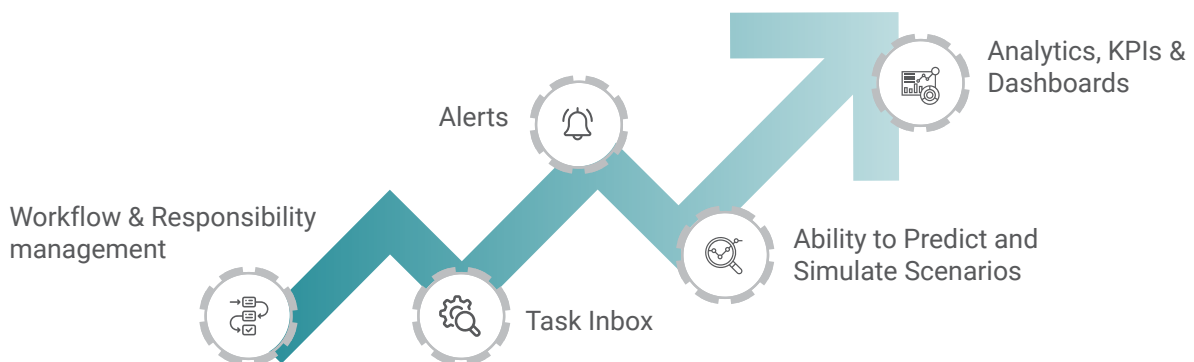 Analytics, KPIs &
Dashboards
Alerts
Workflow & Responsibility
management
Ability to Predict and
Simulate Scenarios
Task Inbox